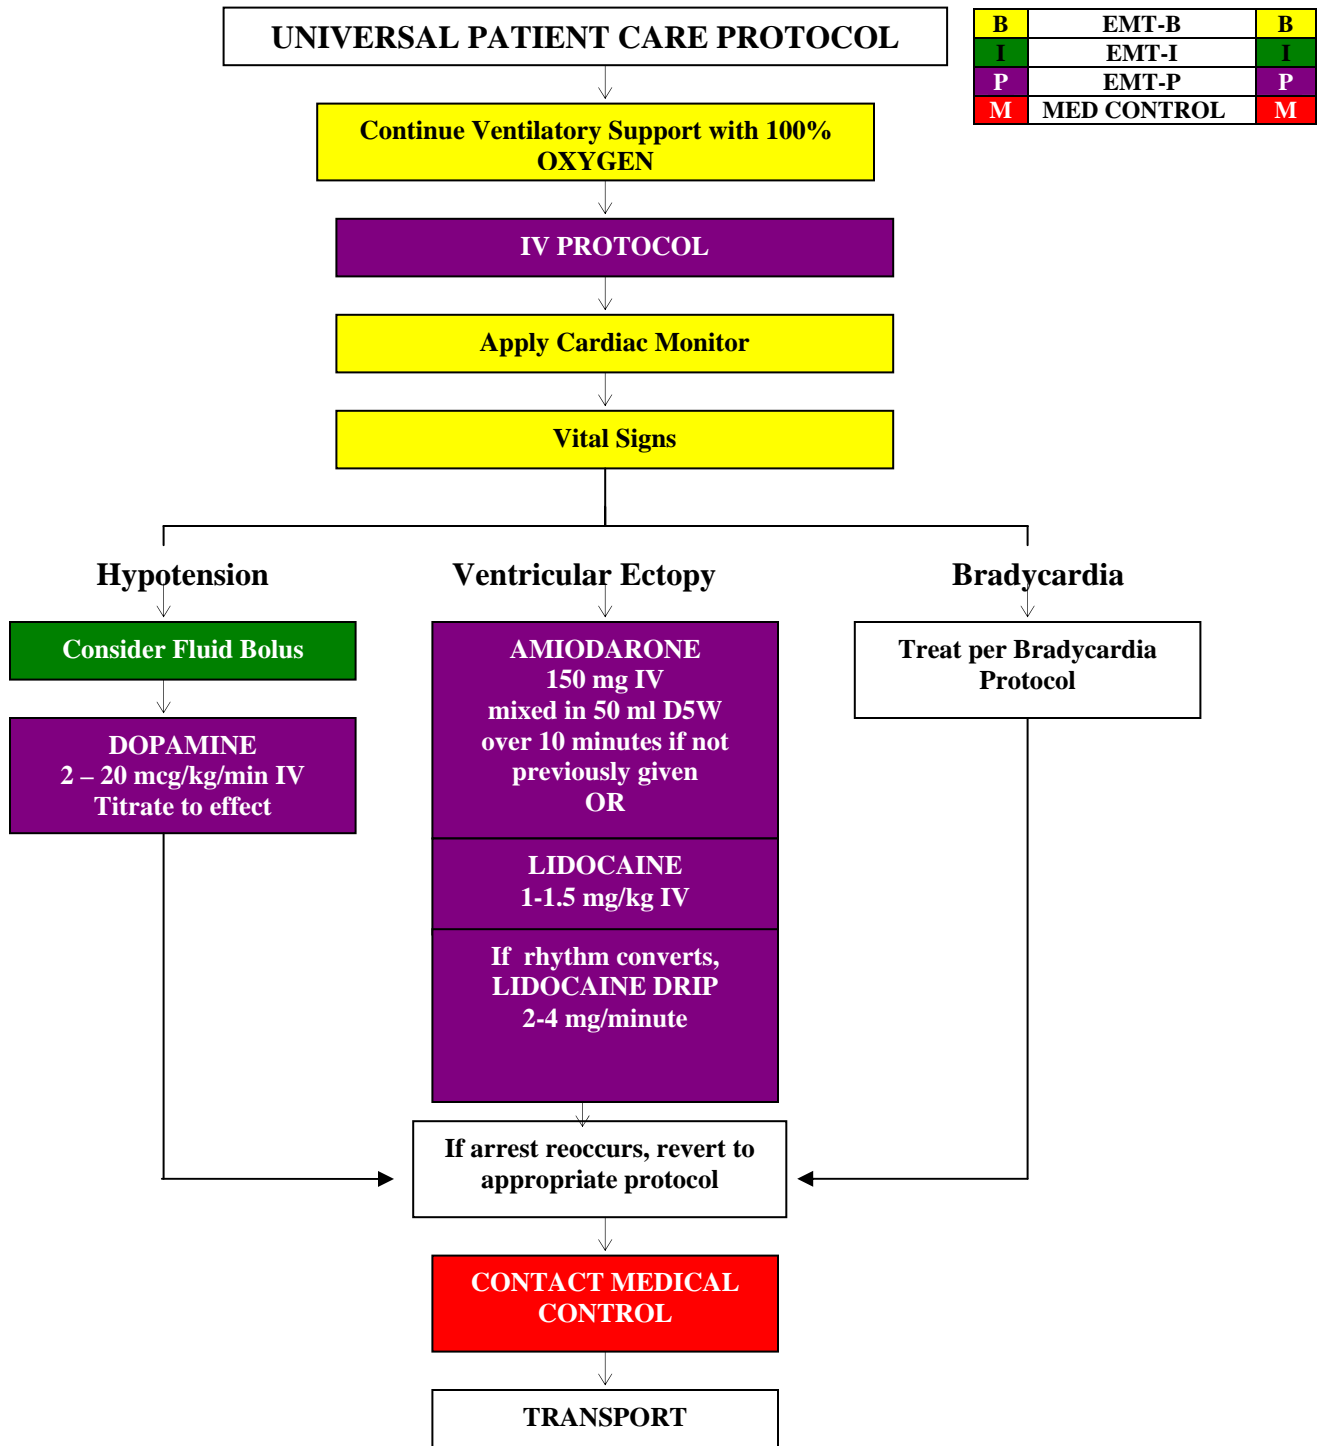 UNIVERSAL PATIENT CARE PROTOCOL
B EMT-B B
I EMT-I I
P EMT-P P
M MED CONTROL M
Continue Ventilatory Support with 100%
OXYGEN
IV PROTOCOL
Apply Cardiac Monitor
Vital Signs
Hypotension
Consider Fluid Bolus
DOPAMINE
2 – 20 mcg/kg/min IV
Titrate to effect
Ventricular Ectopy
AMIODARONE
150 mg IV
mixed in 50 ml D5W
over 10 minutes if not
previously given
OR
LIDOCAINE
1-1.5 mg/kg IV
If rhythm converts,
LIDOCAINE DRIP
2-4 mg/minute
Bradycardia
Treat per Bradycardia
Protocol
If arrest reoccurs, revert to
appropriate protocol
CONTACT MEDICAL
CONTROL
TRANSPORT